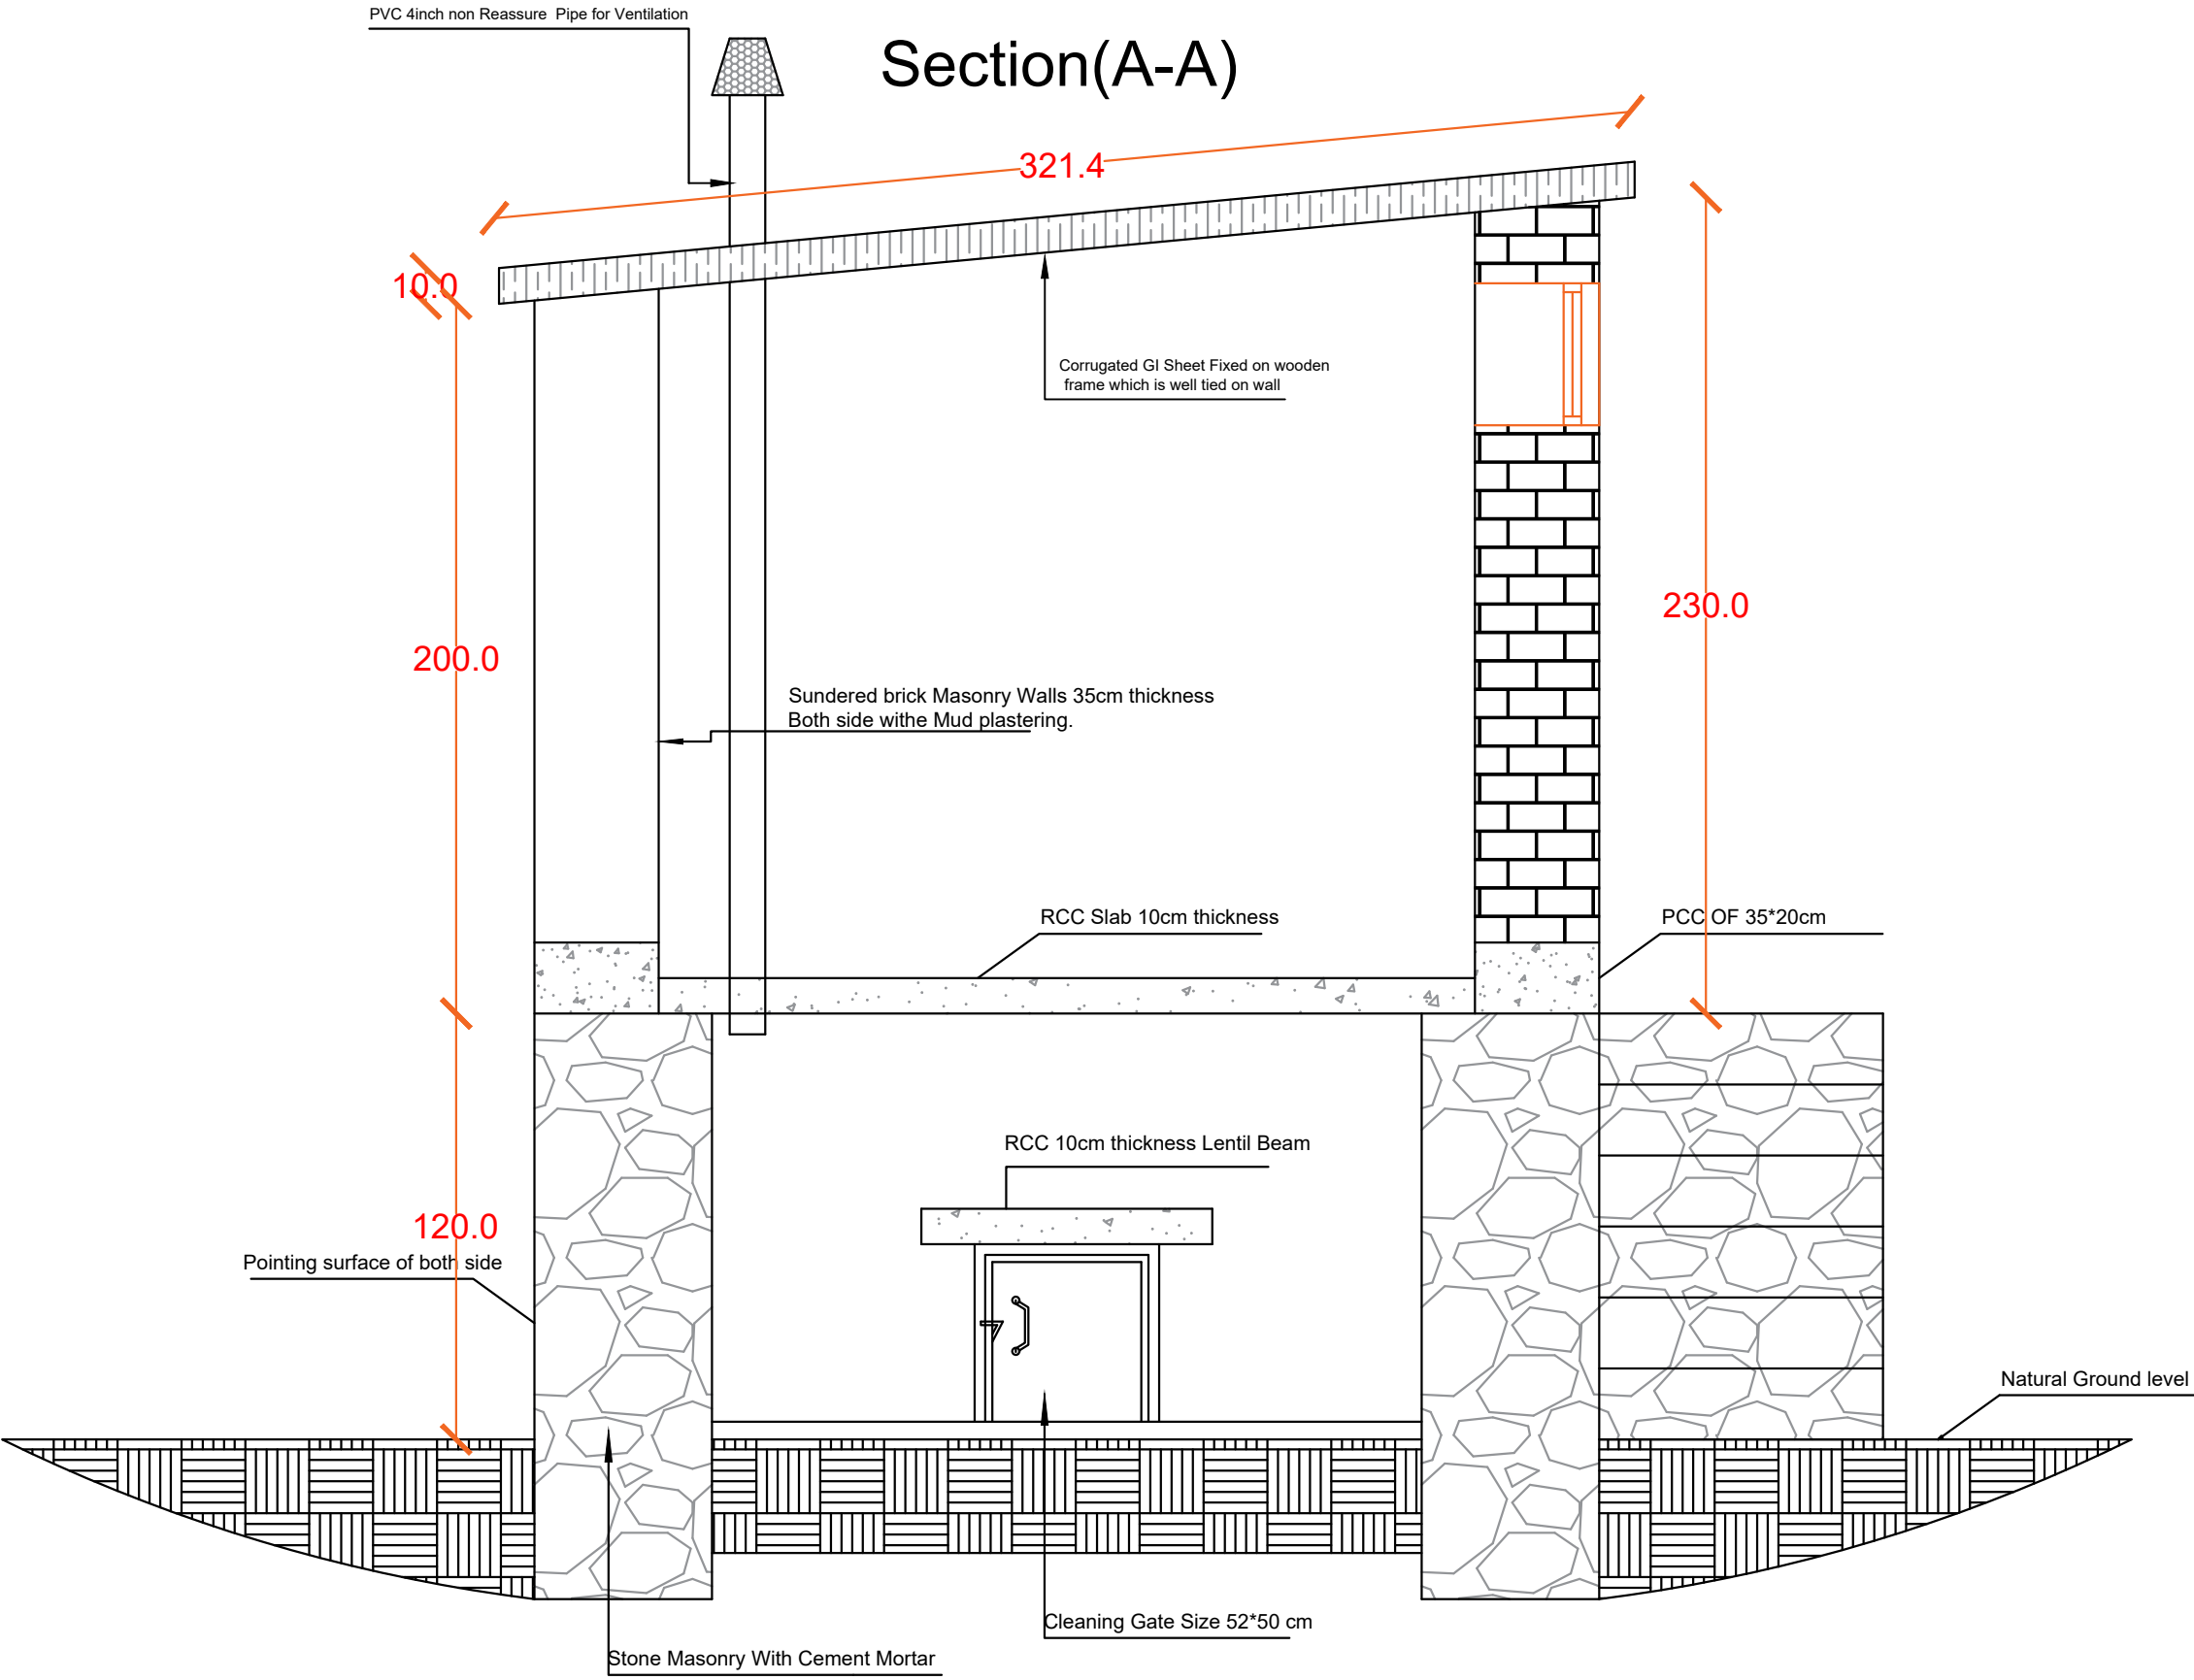 PVC 4inch non Reassure Pipe for Ventilation
Section(A-A)
321.4
10.0
Corrugated GI Sheet Fixed on wooden
frame which is well tied on wall
230.0
200.0
Sundered brick Masonry Walls 35cm thickness
Both side withe Mud plastering.
RCC Slab 10cm thickness
PCC OF 35*20cm
RCC 10cm thickness Lentil Beam
120.0
Pointing surface of both side
Natural Ground level
Cleaning Gate Size 52*50 cm
Stone Masonry With Cement Mortar